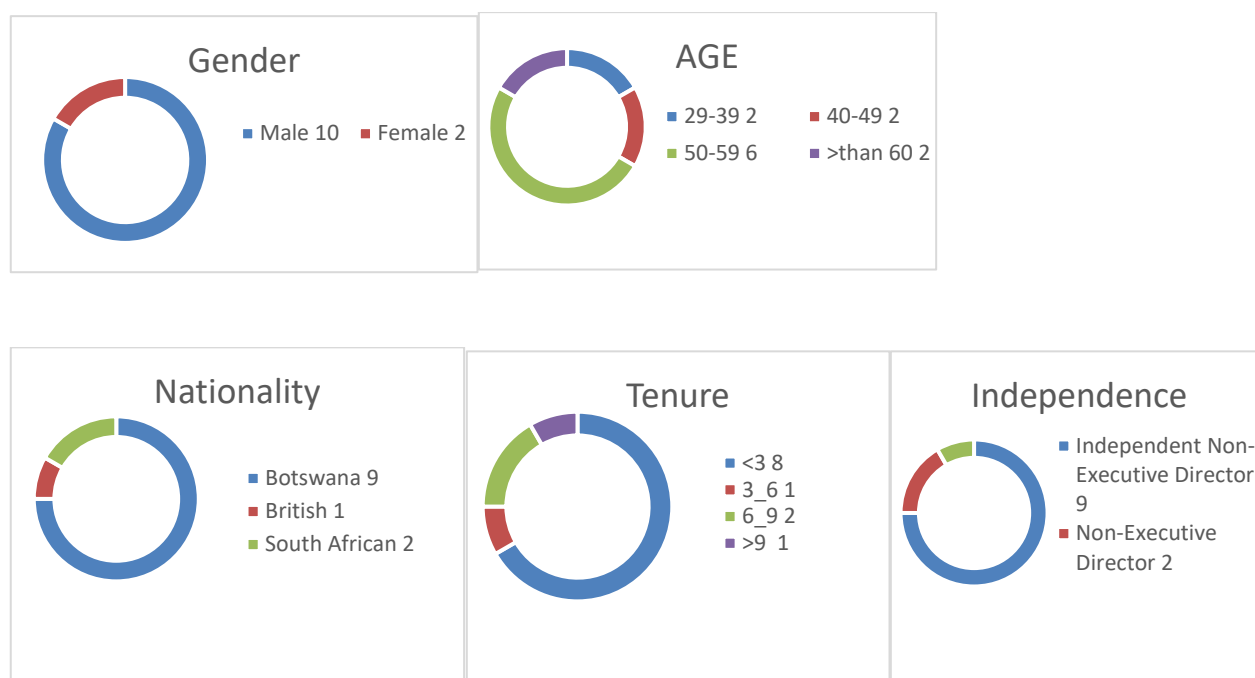 Gender
Male 10 Female 2
AGE
29-39 2 40-49 2
50-59 6 >than 60 2
Nationality
Botswana 9
British 1
South African 2
Tenure
<3 8
3_6 1
6_9 2
>9 1
Independence
Independent Non-
Executive Director
9
Non-Executive
Director 2